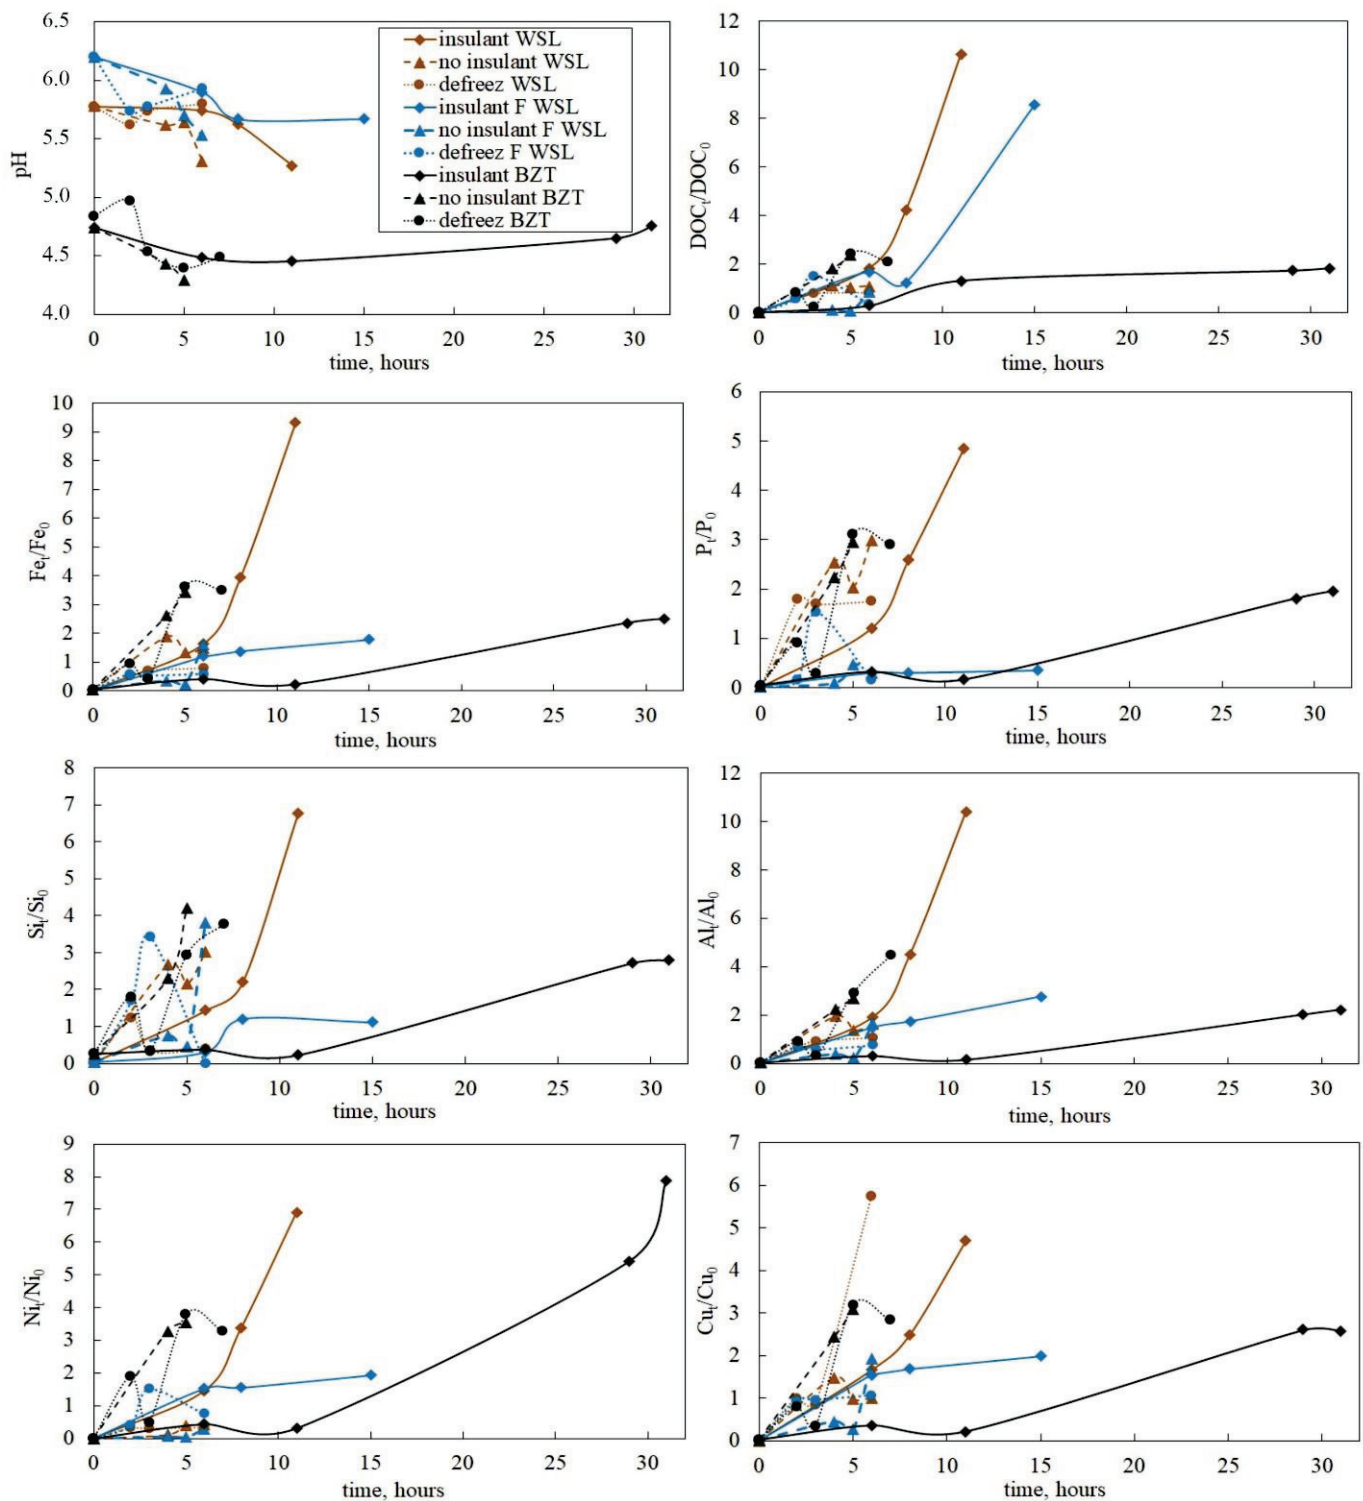 6.5
6.0
5.5
5.0
4.5
4.0
pH
0 5 10 15 20 25 30
time, hours
insulant WSL
no insulant WSL
defreez WSL
insulant F WSL
no insulant F WSL
defreez F WSL
insulant BZT
no insulant BZT
defreez BZT
12
10
8
6
4
2
0
DOCt/DOC0
0 5 10 15 20 25 30
time, hours
10
9
8
7
6
5
4
3
2
1
0
Fet/Fe0
0 5 10 15 20 25 30
time, hours
6
5
4
3
2
1
0
Pt/P0
0 5 10 15 20 25 30
time, hours
8
7
6
5
4
3
2
1
0
Sit/Si0
0 5 10 15 20 25 30
time, hours
12
10
8
6
4
2
0
Alt/Al0
0 5 10 15 20 25 30
time, hours
9
8
7
6
5
4
3
2
1
0
Nit/Ni0
0 5 10 15 20 25 30
time, hours
7
6
5
4
3
2
1
0
Cut/Cu0
0 5 10 15 20 25 30
time, hours